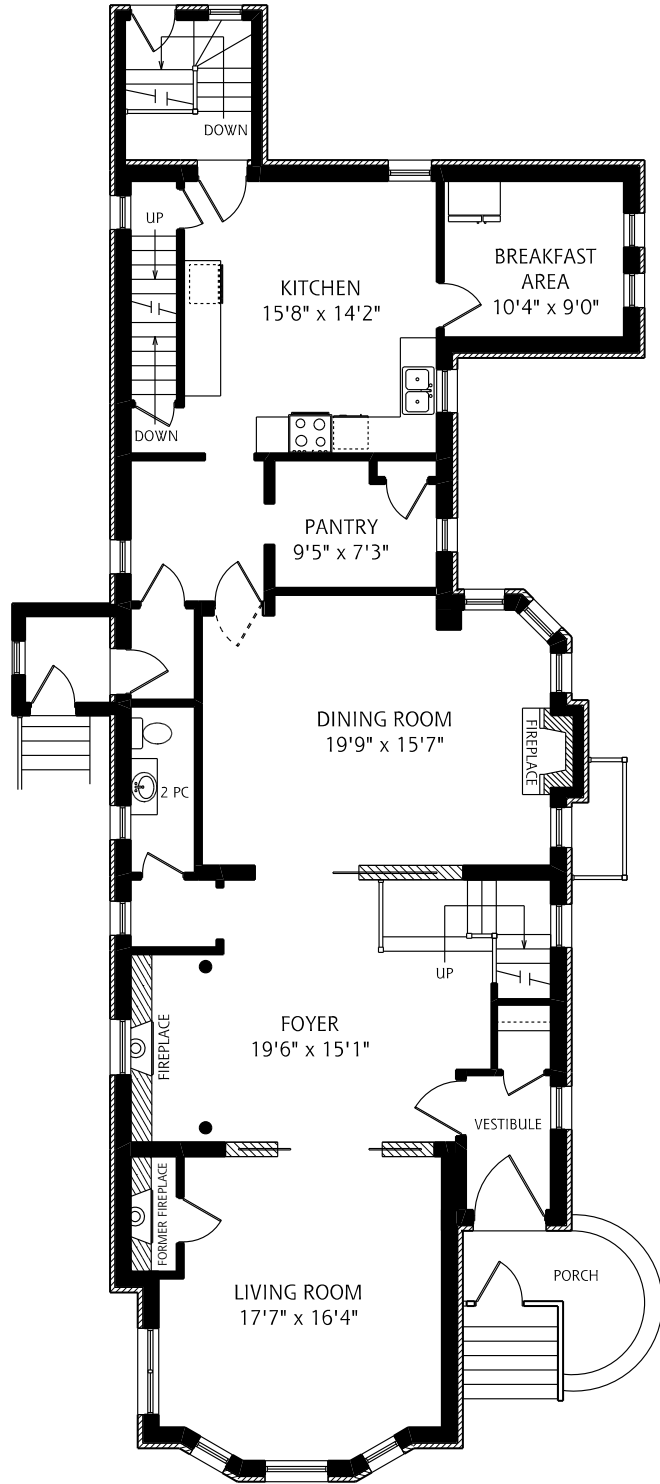 DOWN
UP
KITCHEN
15'8" x 14'2"
BREAKFAST
AREA
10'4" x 9'0"
DOWN
PANTRY
9'5" x 7'3"
DINING ROOM
19'9" x 15'7"
FIREPLACE
2 PC
UP
FOYER
19'6" x 15'1"
FIREPLACE
VESTIBULE
FORMER FIREPLACE
PORCH
LIVING ROOM
17'7" x 16'4"